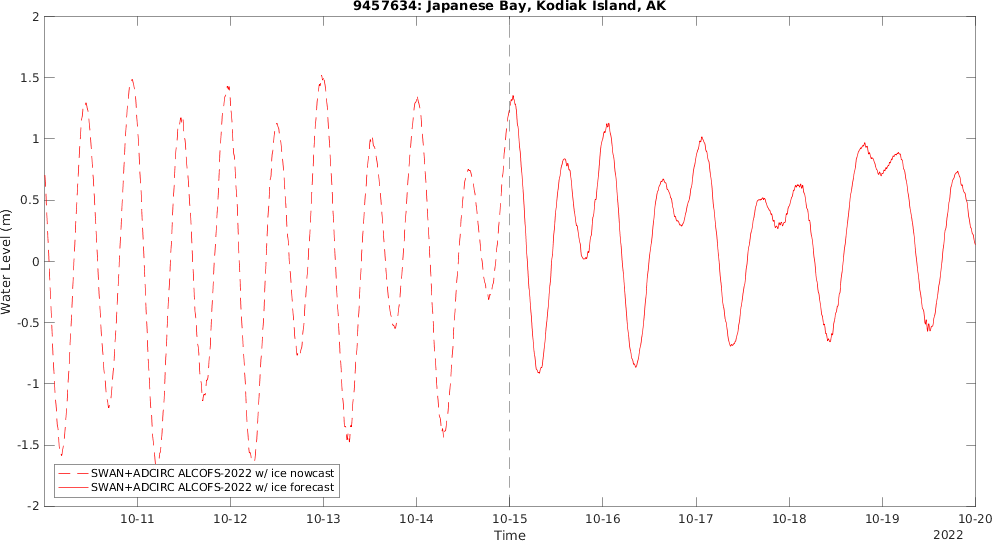 9457634: Japanese Bay, Kodiak Island, AK
2
1.5
1
0.5
0
-0.5
-1
-1.5
-2
Water Level (m)
SWAN+ADCIRC ALCOFS-2022 w/ ice nowcast
SWAN+ADCIRC ALCOFS-2022 w/ ice forecast
10-11 10-12 10-13 10-14 10-15 10-16 10-17 10-18 10-19 10-20
Time
2022